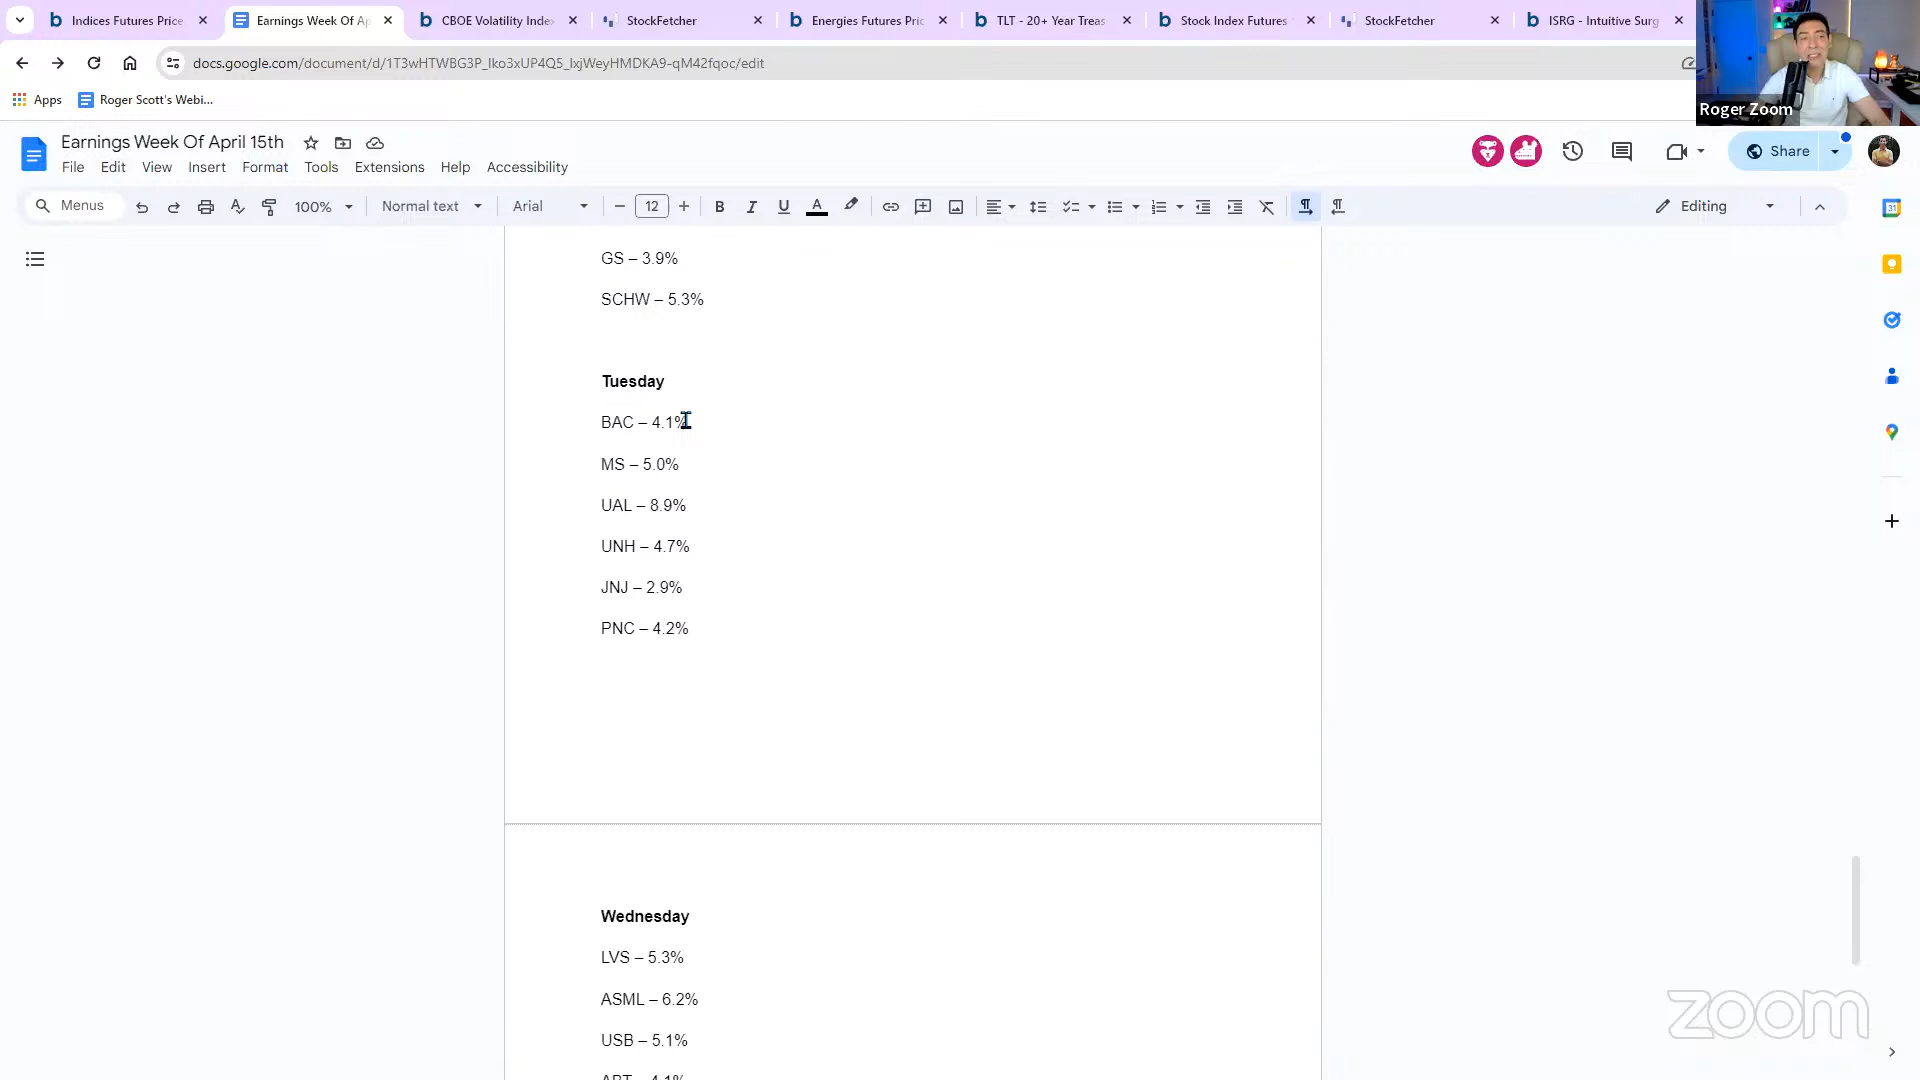 Indices Futures Price
Earnings Week Of Ap
CBOE Volatility Index
StockFetcher
Energies Futures Pric
TLT - 20+ Year Treas
Stock Index Futures
StockFetcher
ISRG - Intuitive Surg
docs.google.com/document/d/1T3wHTWBG3P_Iko3xUP4Q5_IxjWeyHMDKA9-qM42fqoc/edit
Apps
Roger Scott's Webi...
Roger Zoom
Earnings Week Of April 15th
File Edit View Insert Format Tools Extensions Help Accessibility
Share
Menus
100%
Normal text
Arial
12
B
I
U
A
Editing
31
GS – 3.9%
SCHW – 5.3%
Tuesday
BAC – 4.1%
MS – 5.0%
UAL – 8.9%
UNH – 4.7%
JNJ – 2.9%
PNC – 4.2%
Wednesday
LVS – 5.3%
ASML – 6.2%
USB – 5.1%
ABT – 4.1%
zoom